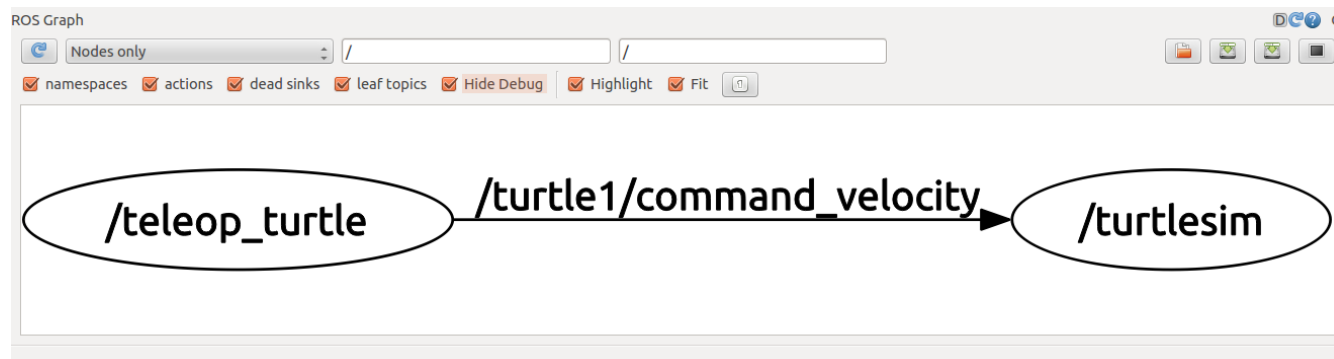 ROS Graph D
Nodes only / /
namespaces actions dead sinks leaf topics Hide Debug Highlight Fit
/teleop_turtle /turtle1/command_velocity /turtlesim